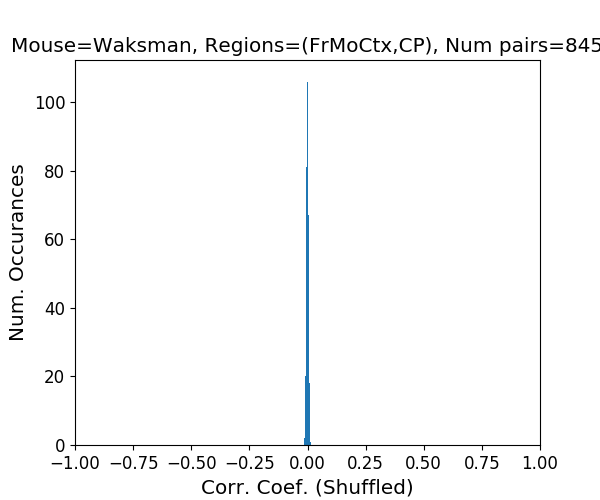 Mouse=Waksman, Regions=(FrMoCtx,CP), Num pairs=845
100
80
60
40
20
0
Num. Occurances
−1.00 −0.75 −0.50 −0.25 0.00 0.25 0.50 0.75 1.00
Corr. Coef. (Shuffled)